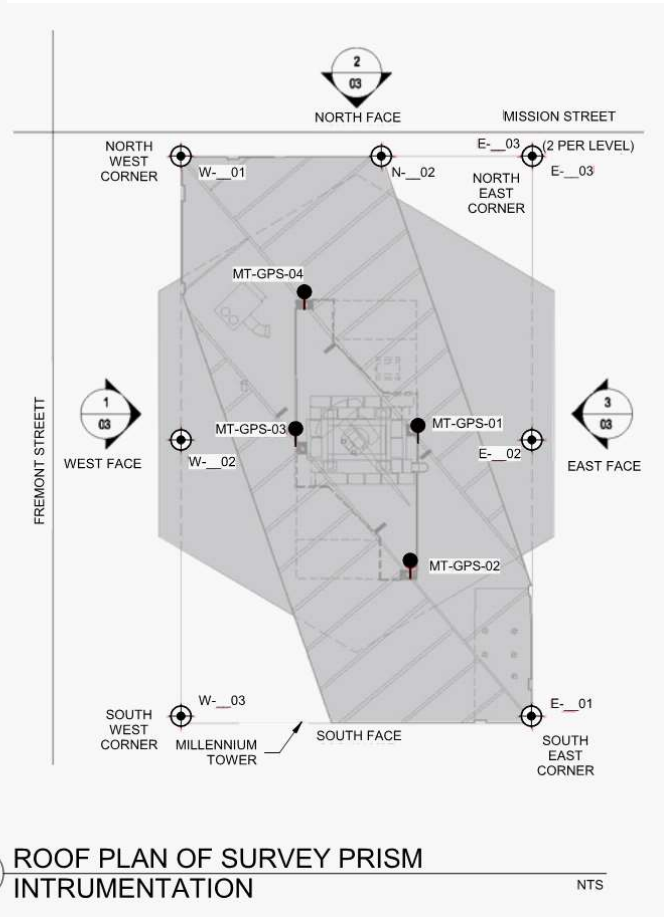 2
03
NORTH FACE
MISSION STREET
NORTH
WEST
CORNER
W-__01
N-__02
E-__03
(2 PER LEVEL)
E-__03
NORTH
EAST
CORNER
MT-GPS-04
1
03
WEST FACE
FREMONT STREETT
MT-GPS-03
MT-GPS-01
W-__02
E-__02
3
03
EAST FACE
MT-GPS-02
W-__03
SOUTH
WEST
CORNER
MILLENNIUM
TOWER
SOUTH FACE
E-__01
SOUTH
EAST
CORNER
ROOF PLAN OF SURVEY PRISM
INTRUMENTATION
NTS